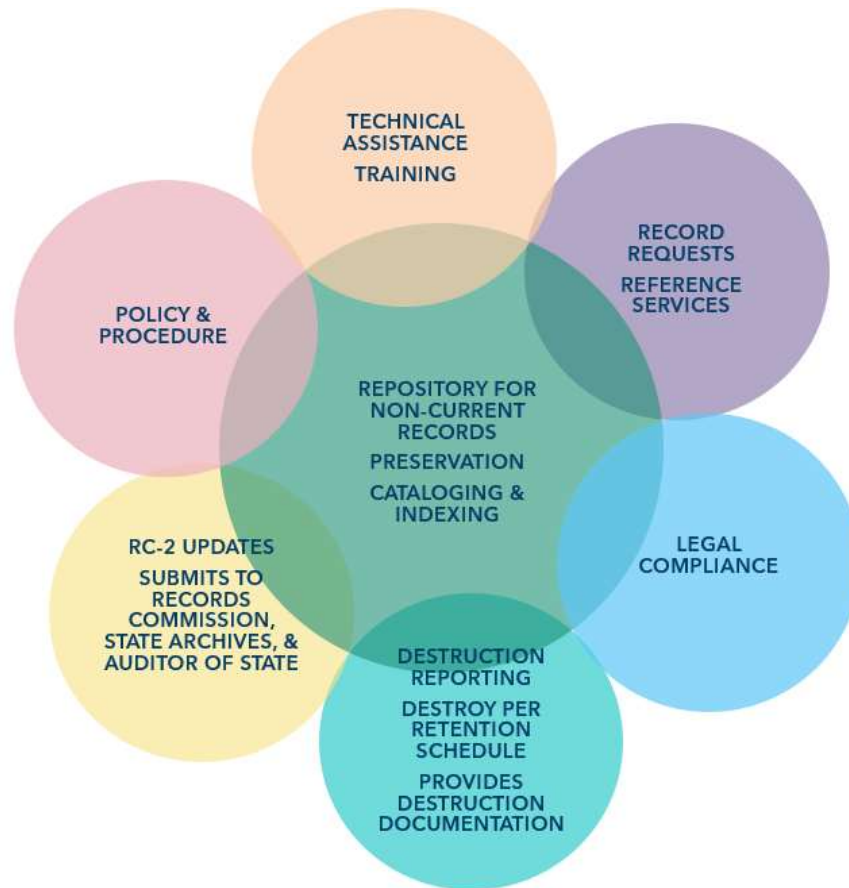 TECHNICAL
ASSISTANCE
TRAINING
RECORD
REQUESTS
REFERENCE
SERVICES
POLICY &
PROCEDURE
REPOSITORY FOR
NON-CURRENT
RECORDS
PRESERVATION
CATALOGING &
INDEXING
LEGAL
COMPLIANCE
RC-2 UPDATES
SUBMITS TO
RECORDS
COMMISSION,
STATE ARCHIVES, &
AUDITOR OF STATE
DESTRUCTION
REPORTING
DESTROY PER
RETENTION
SCHEDULE
PROVIDES
DESTRUCTION
DOCUMENTATION